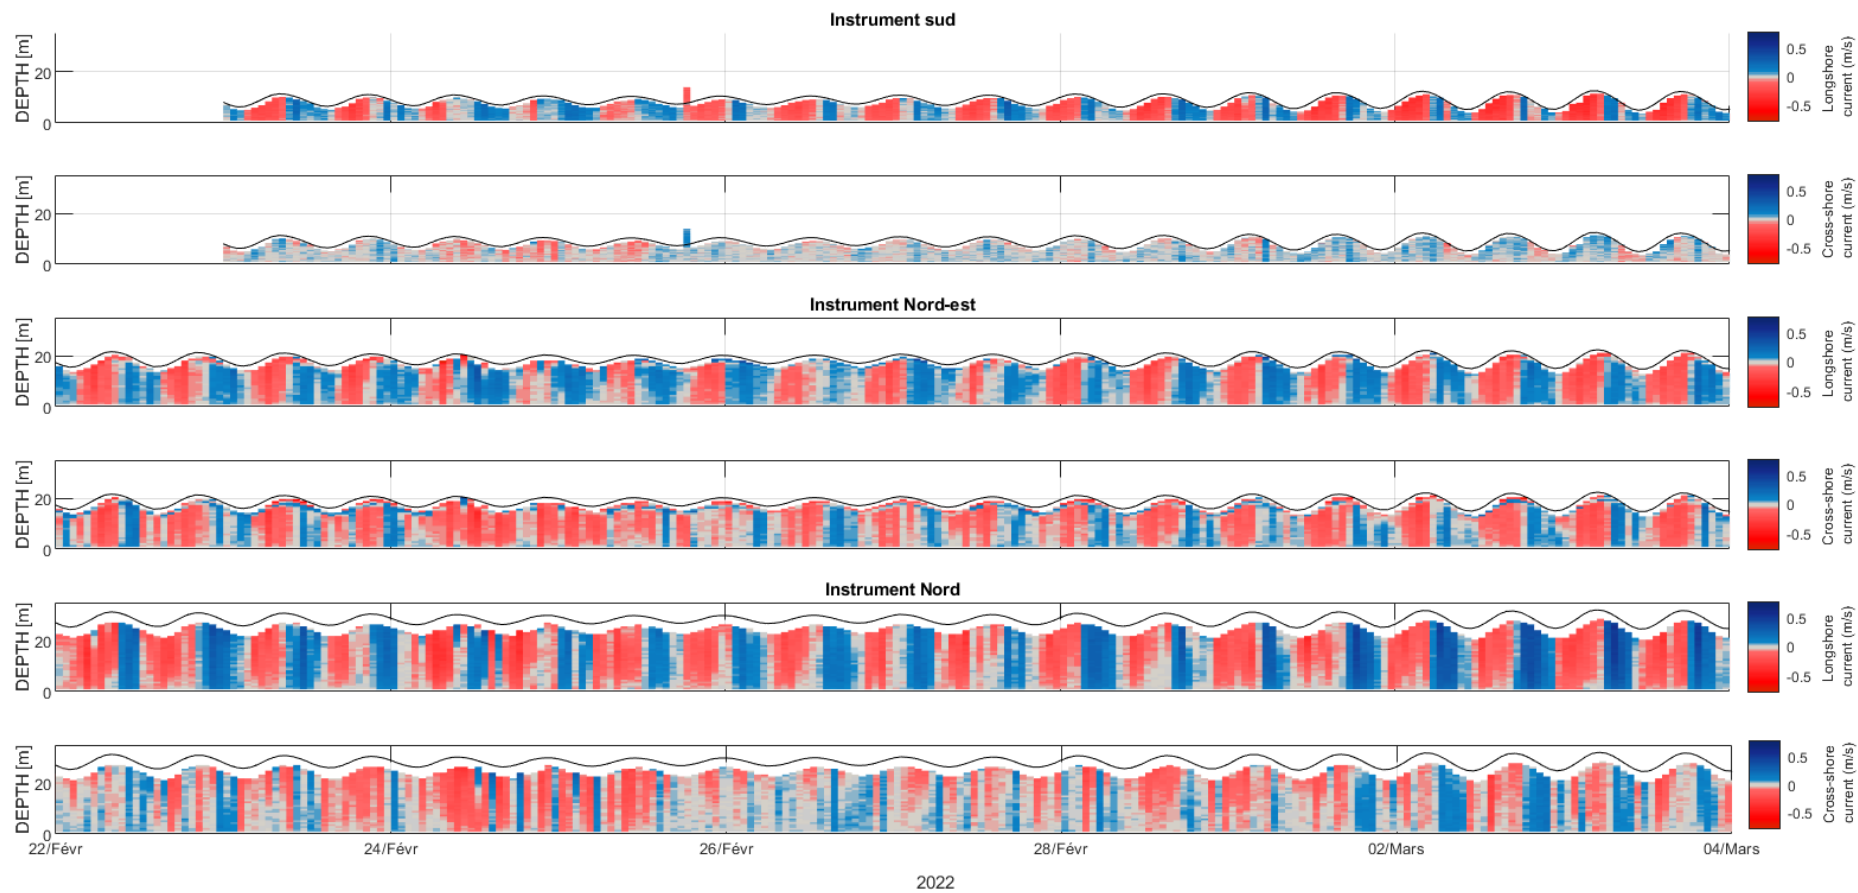 Instrument sud
DEPTH [m]
20
0
0.5
0
-0.5
Longshore
current (m/s)
DEPTH [m]
20
0
0.5
0
-0.5
Cross-shore
current (m/s)
Instrument Nord-est
DEPTH [m]
20
0
0.5
0
-0.5
Longshore
current (m/s)
DEPTH [m]
20
0
0.5
0
-0.5
Cross-shore
current (m/s)
Instrument Nord
DEPTH [m]
20
0
0.5
0
-0.5
Longshore
current (m/s)
DEPTH [m]
20
0
0.5
0
-0.5
Cross-shore
current (m/s)
22/Févr 24/Févr 26/Févr 28/Févr 02/Mars 04/Mars
2022